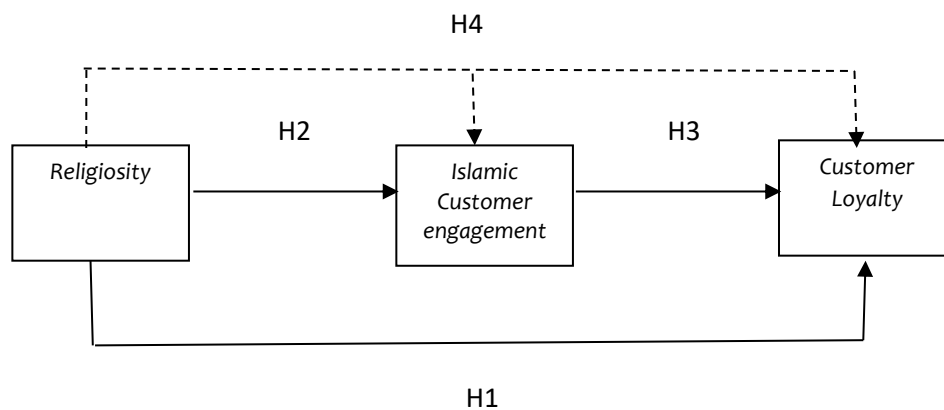 H4
H2
H3
Religiosity
Islamic
Customer
engagement
Customer
Loyalty
H1